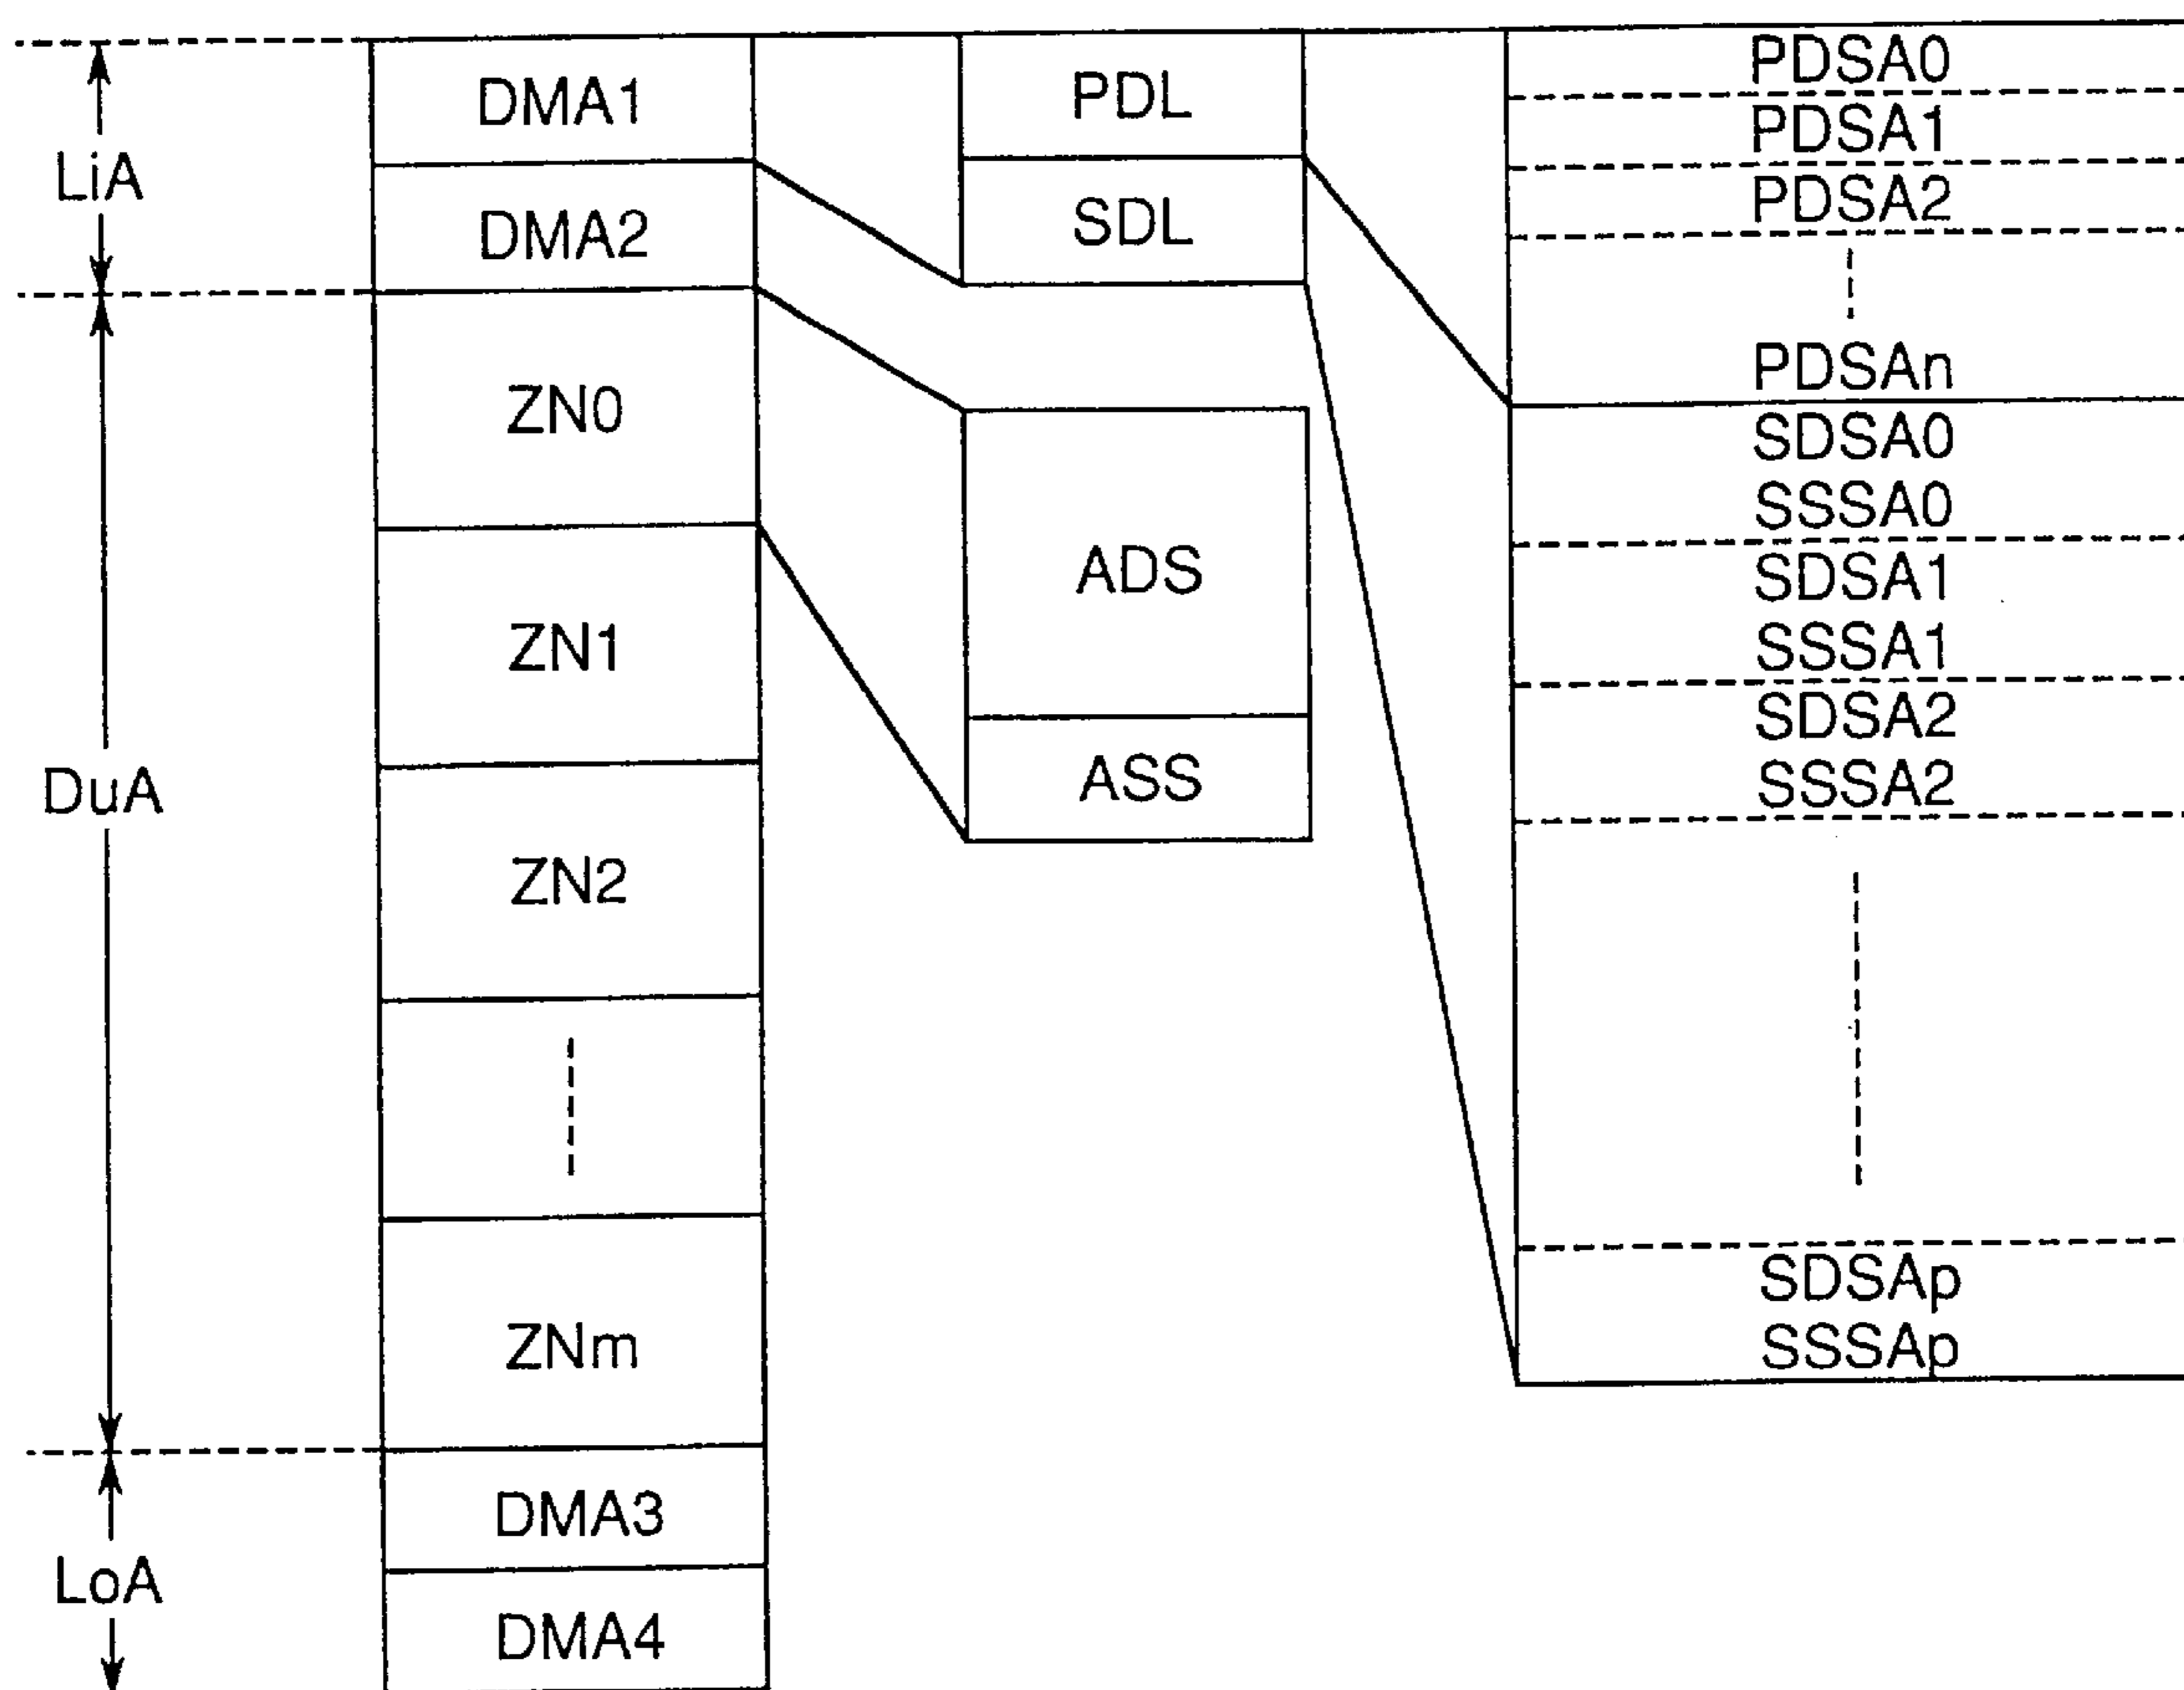 LiA
DuA
LoA
DMA1
DMA2
ZN0
ZN1
ZN2
ZNm
DMA3
DMA4
PDL
SDL
ADS
ASS
PDSA0
PDSA1
PDSA2
PDSAn
SDSA0
SSSA0
SDSA1
SSSA1
SDSA2
SSSA2
SDSAp
SSSAp